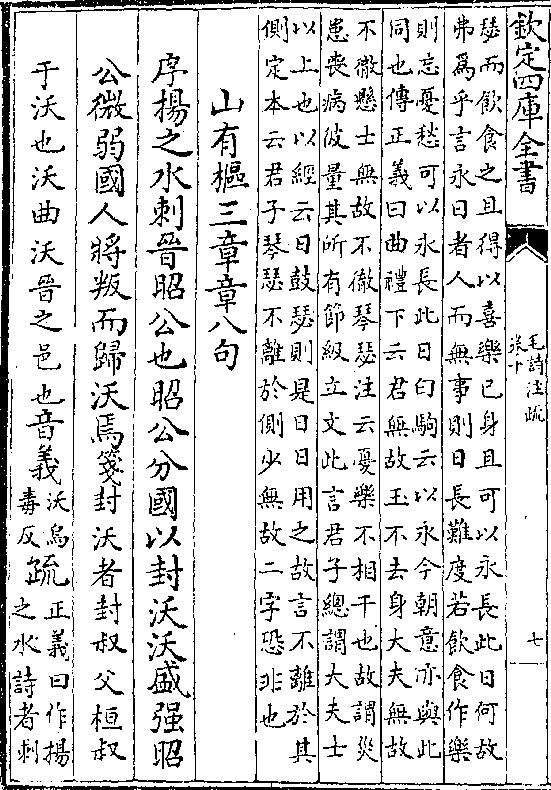 欽定四庫全書
毛詩注疏
卷十
七
瑟而飲食之且得以喜樂已身且可以永長此日何故
弗為乎言永日者人而無事則日長難度若飲食作樂
則忘憂愁可以永長此日白駒云以永今朝意亦與此
同也傳正義曰曲禮下云君無故玉不去身大夫無故
不徹懸士無故不徹琴瑟注云憂樂不相干也故謂災
患喪病彼量其所有節級立文此言君子總謂大夫士
以上也以經云日鼓瑟則是日日用之故言不離於其
側定本云君子琴瑟不離於側少無故二字恐非也
山有樞三章章八句
序揚之水刺晉昭公也昭公分國以封沃沃盛强昭
公微弱國人將叛而歸沃焉箋封沃者封叔父桓叔
于沃也沃曲沃晉之邑也音義沃烏毒反疏正義曰作揚之水詩者刺